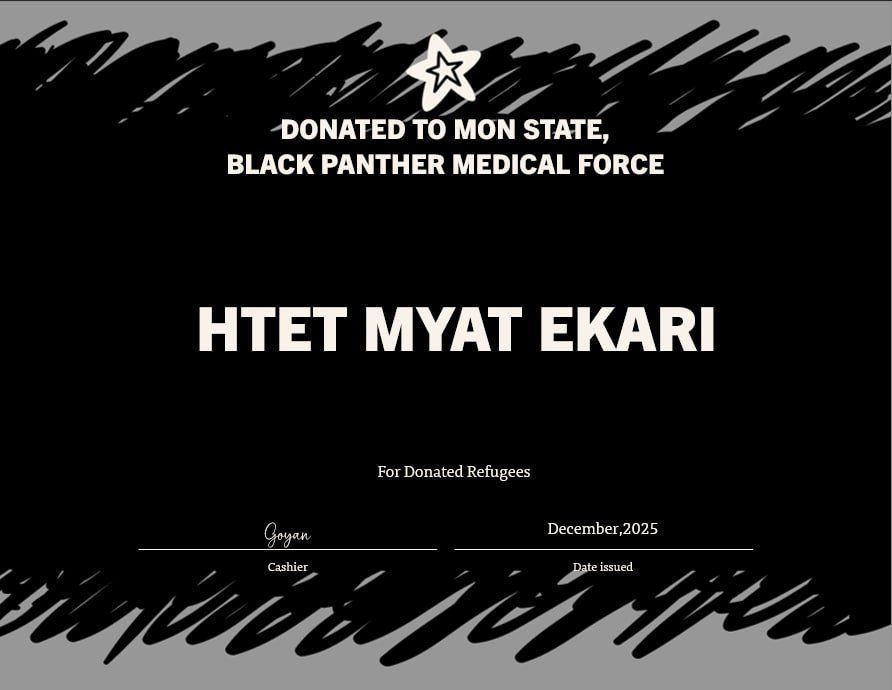 DONATED TO MON STATE,
BLACK PANTHER MEDICAL FORCE
HTET MYAT EKARI
For Donated Refugees
Goyan
December,2025
Cashier
Date issued